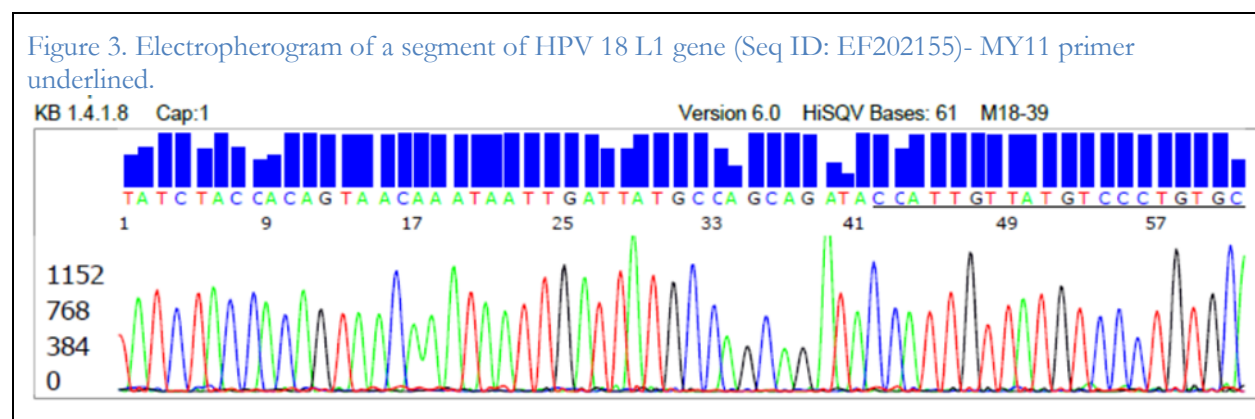 Figure 3. Electropherogram of a segment of HPV 18 L1 gene (Seq ID: EF202155)- MY11 primer
underlined.
KB 1.4.1.8 Cap:1 Version 6.0 HiSQV Bases: 61 M18-39
TATCTACCACAGTAACAAATAATTGATTATGCCAGCAGATACCATTGTTATGTCCCTGTGC
1 9 17 25 33 41 49 57
1152
768
384
0